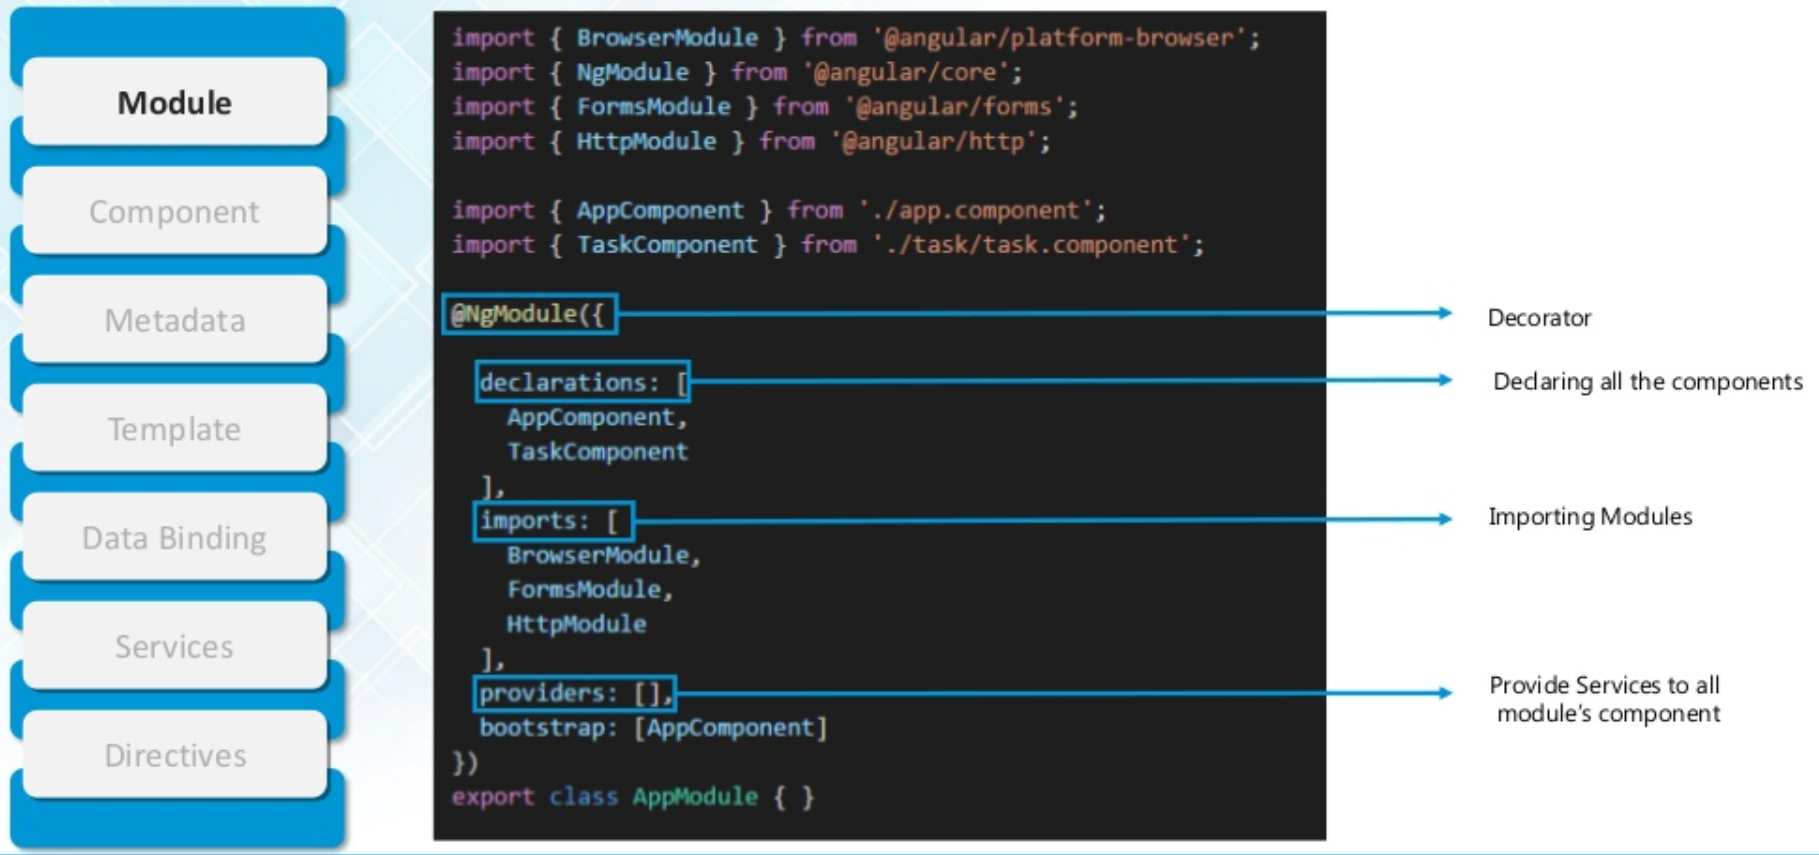 Module
Component
Metadata
Template
Data Binding
Services
Directives
import { BrowserModule } from '@angular/platform-browser';
import { NgModule } from '@angular/core';
import { FormsModule } from '@angular/forms';
import { HttpModule } from '@angular/http';
import { AppComponent } from './app.component';
import { TaskComponent } from './task/task.component';
@NgModule({
declarations: [
AppComponent,
TaskComponent
],
imports: [
BrowserModule,
FormsModule,
HttpModule
],
providers: [],
bootstrap: [AppComponent]
})
export class AppModule { }
Decorator
Declaring all the components
Importing Modules
Provide Services to all
module's component